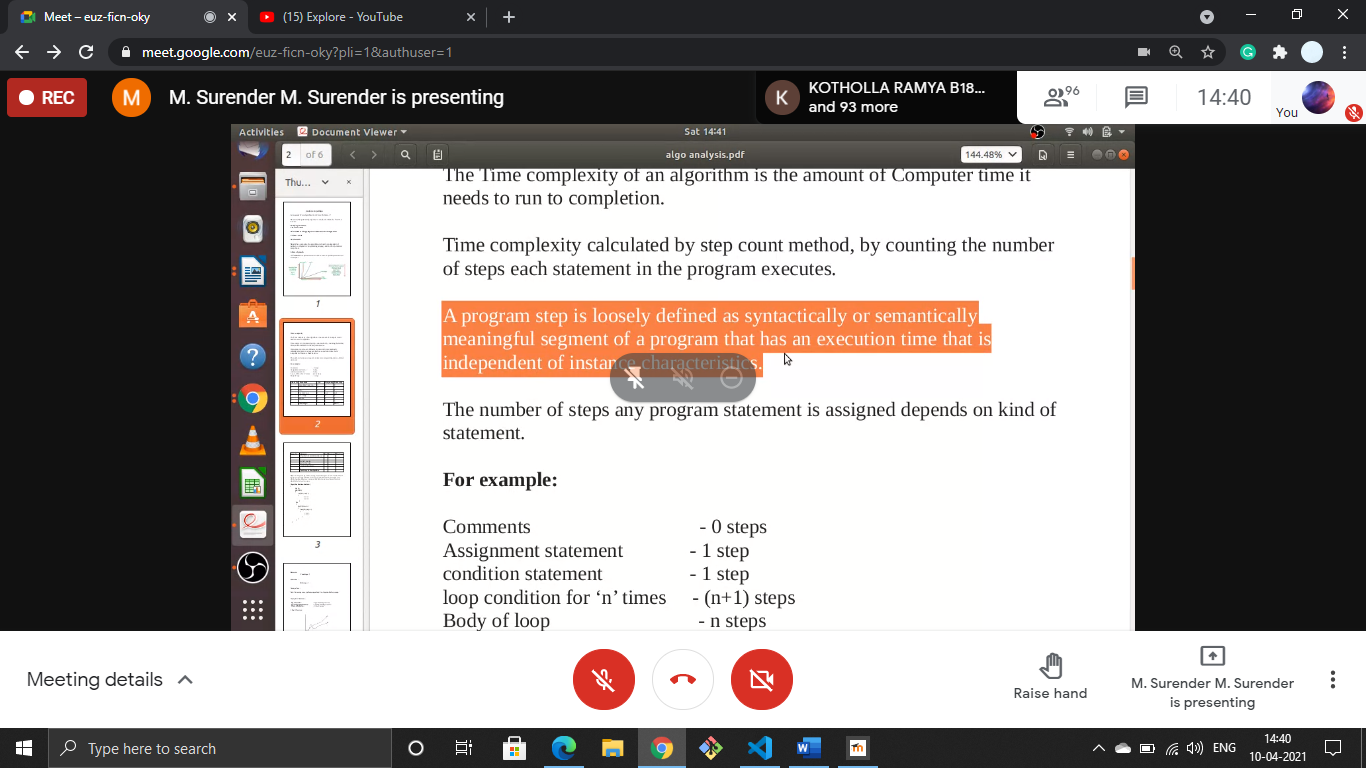 Meet – euz-ficn-oky
(15) Explore - YouTube
meet.google.com/euz-ficn-oky?pli=1&authuser=1
REC
M
M. Surender M. Surender is presenting
K
KOTHOLLA RAMYA B18...
and 93 more
96
14:40
You
Activities
Document Viewer
Sat 14:41
2
of 6
algo analysis.pdf
144.48%
Thu...
The Time complexity of an algorithm is the amount of Computer time it
needs to run to completion.
Time complexity calculated by step count method, by counting the number
of steps each statement in the program executes.
A program step is loosely defined as syntactically or semantically
meaningful segment of a program that has an execution time that is
independent of instance characteristics.
The number of steps any program statement is assigned depends on kind of
statement.
For example:
Comments - 0 steps
Assignment statement - 1 step
condition statement - 1 step
loop condition for ‘n’ times - (n+1) steps
Body of loop - n steps
1
2
3
Meeting details
Raise hand
M. Surender M. Surender
is presenting
Type here to search
ENG
14:40
10-04-2021